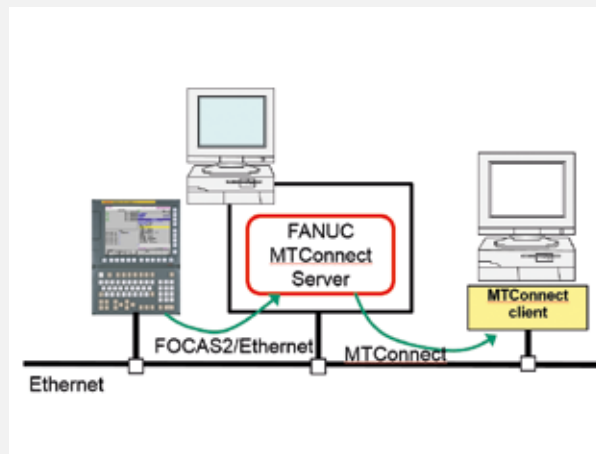 FANUC
MTConnect
Server
MTConnect
client
FOCAS2/Ethernet
MTConnect
Ethernet